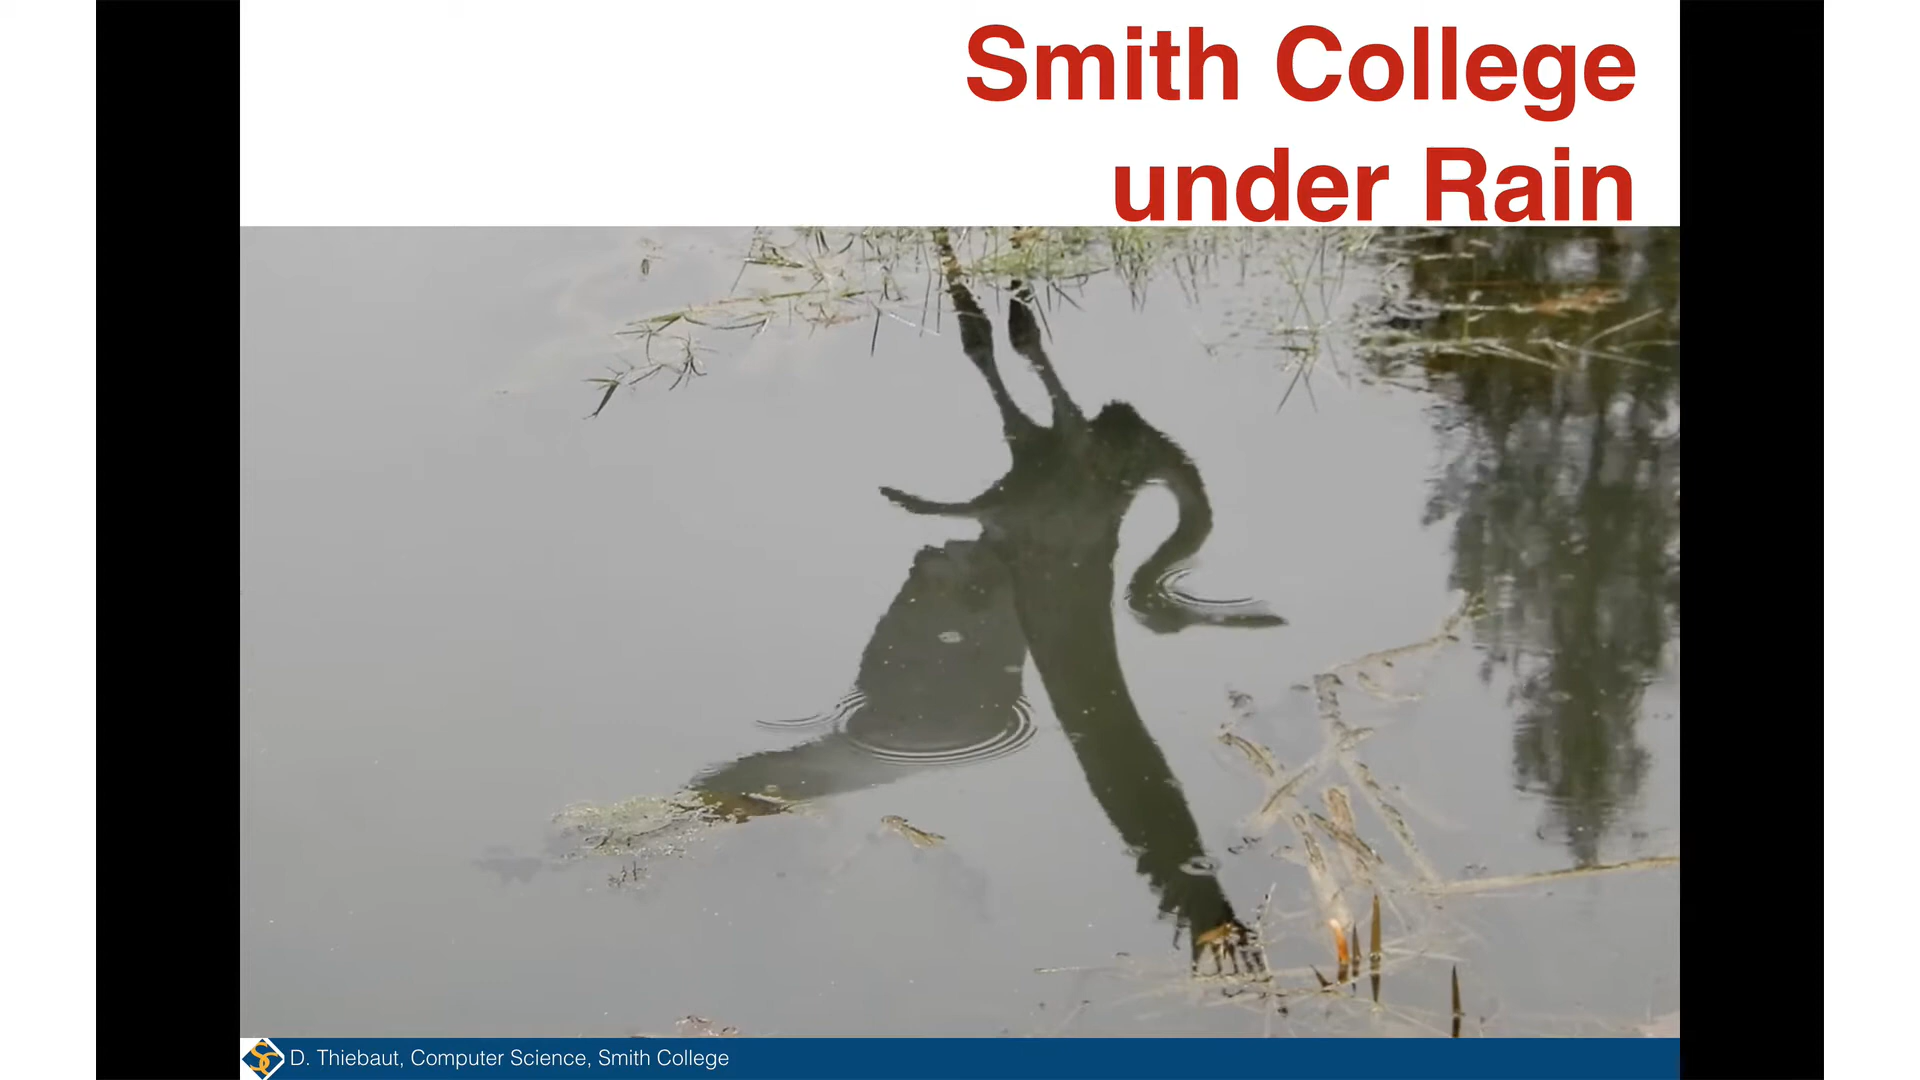 Smith College
under Rain
D. Thiebaut, Computer Science, Smith College